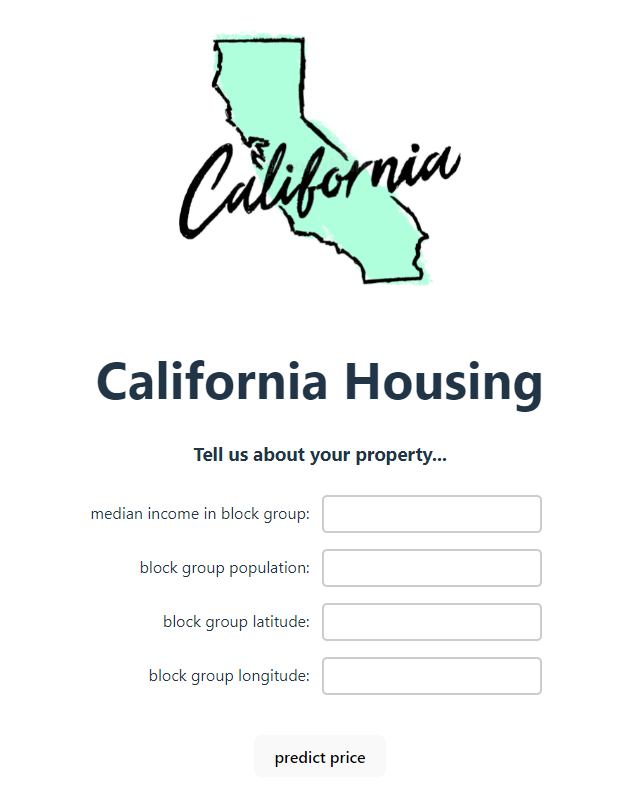 California
California Housing
Tell us about your property...
median income in block group:
block group population:
block group latitude:
block group longitude:
predict price